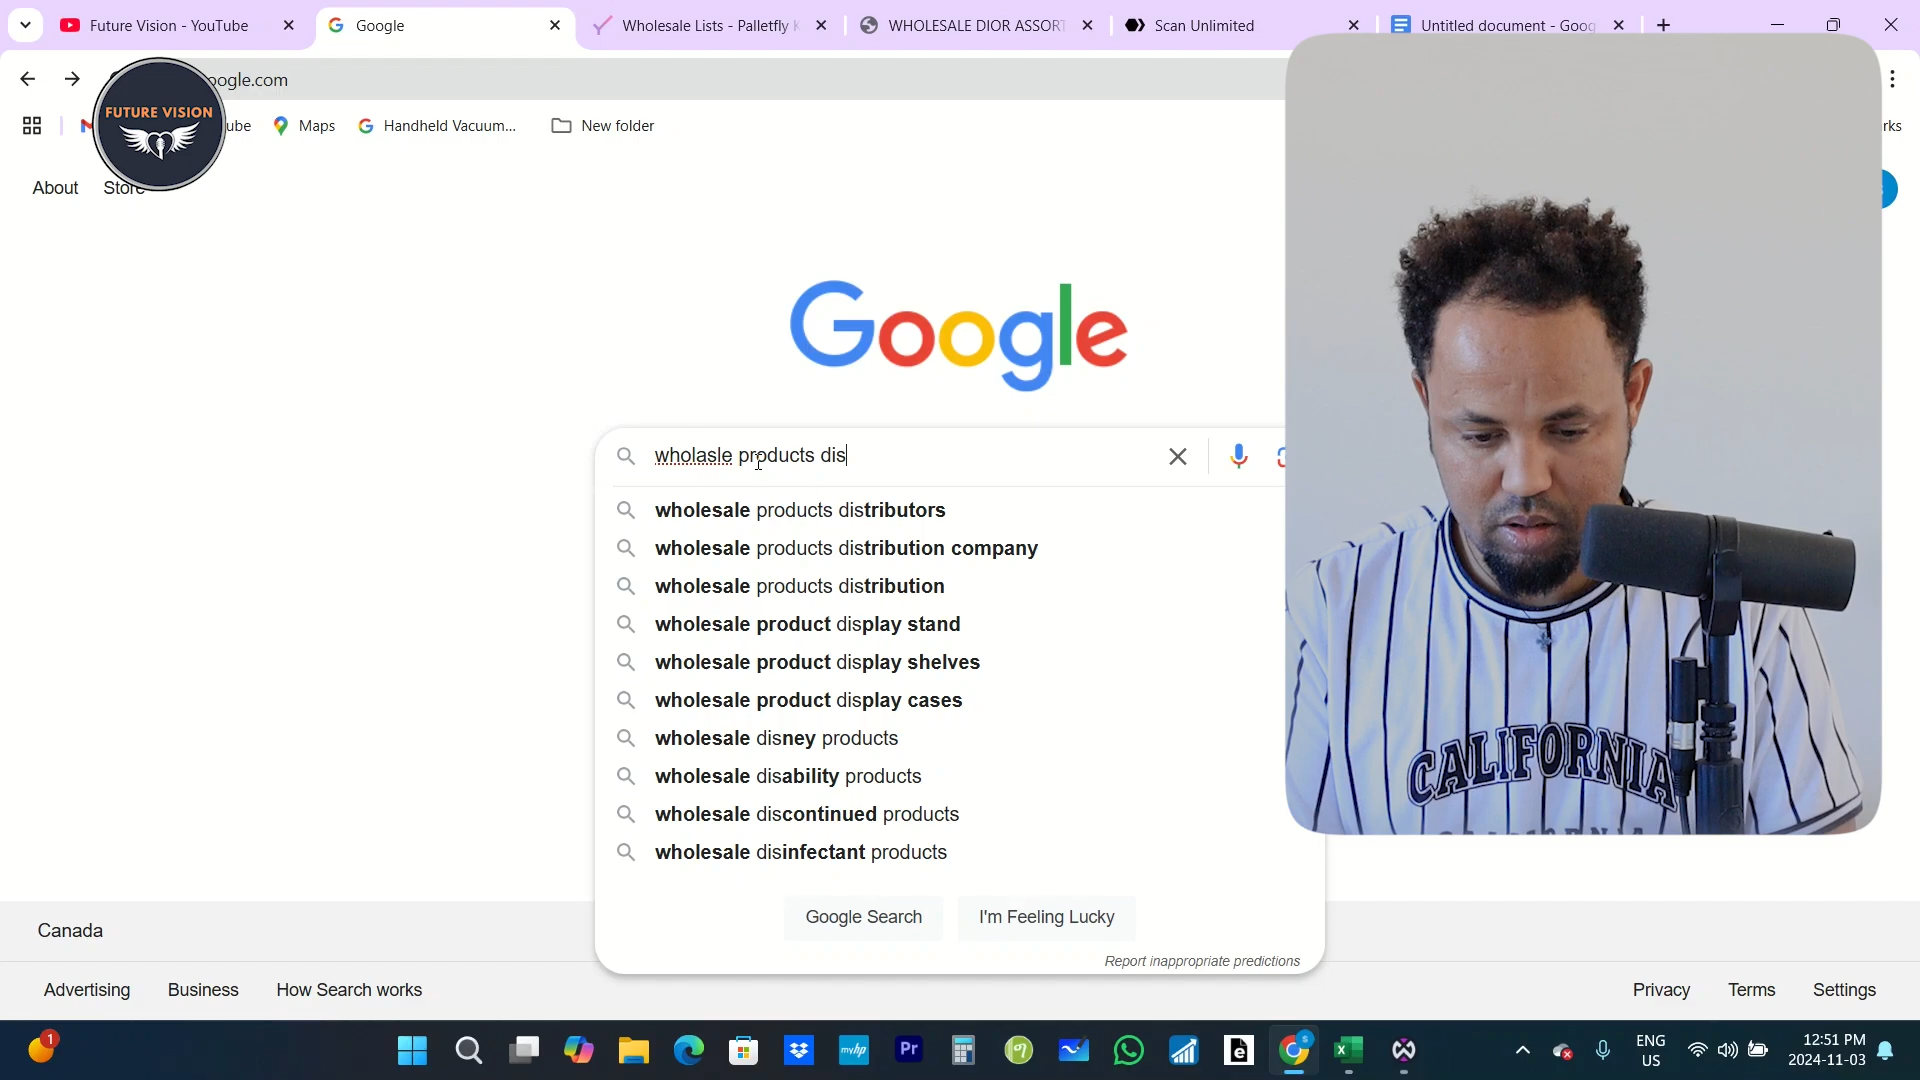 Future Vision - YouTube
Google
Wholesale Lists - Palletfly
WHOLESALE DIOR ASSORT
Scan Unlimited
Untitled document - Goog
oogle.com
ube
Maps
Handheld Vacuum...
New folder
rks
FUTURE VISION
About
Store
Google
wholasle products dis
wholesale products distributors
wholesale products distribution company
wholesale products distribution
wholesale product display stand
wholesale product display shelves
wholesale product display cases
wholesale disney products
wholesale disability products
wholesale discontinued products
wholesale disinfectant products
Google Search
I'm Feeling Lucky
Report inappropriate predictions
CALIFORNIA
Canada
Advertising
Business
How Search works
Privacy
Terms
Settings
1
myhp
Pr
ENG
US
12:51 PM
2024-11-03